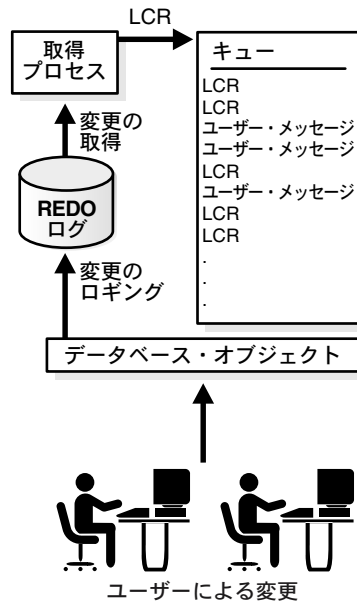 LCR
取得
プロセス
キュー
LCR
LCR
ユーザー・メッセージ
ユーザー・メッセージ
LCR
ユーザー・メッセージ
LCR
LCR
.
.
.
変更の
取得
REDO
ログ
変更の
ロギング
データベース・オブジェクト
ユーザーによる変更